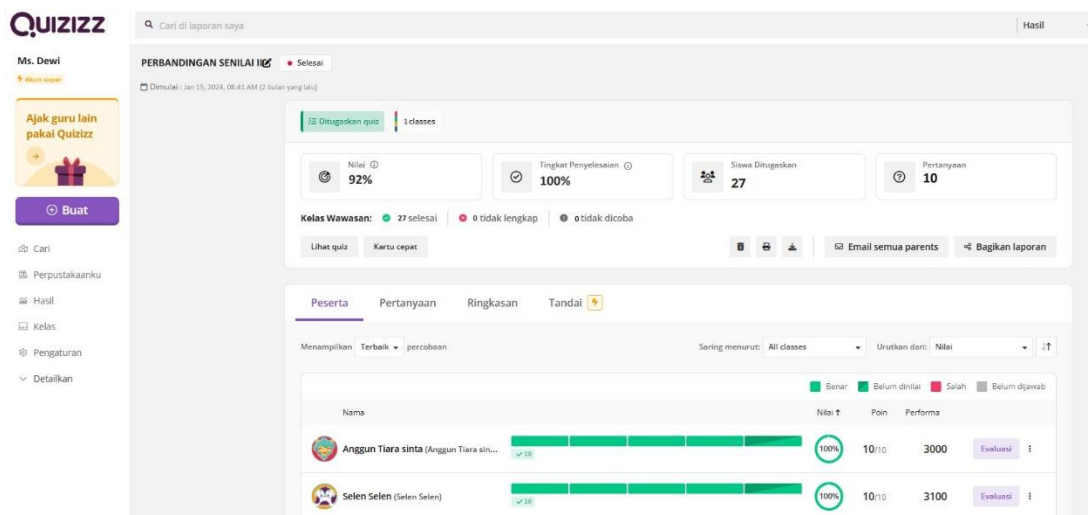 QUIZIZZ
Cari di laporan saya
Hasil
Ms. Dewi
Akun super
PERBANDINGAN SENILAI II
Selesai
Dimulai : Jan 15, 2024, 08:41 AM (2 bulan yang lalu)
Ajak guru lain
pakai Quizizz
Buat
Cari
Perpustakaanku
Hasil
Kelas
Pengaturan
Detailkan
Ditugaskan quiz
1 classes
Nilai
92%
Tingkat Penyelesaian
100%
Siswa Ditugaskan
27
Pertanyaan
10
Kelas Wawasan: 27 selesai 0 tidak lengkap 0 tidak dicoba
Lihat quiz Kartu cepat Email semua parents Bagikan laporan
Peserta Pertanyaan Ringkasan Tandai
Menampilkan Terbaik percobaan Saring menurut: All classes Urutkan dari: Nilai
Benar Belum dinilai Salah Belum dijawab
Nama Nilai ↑ Poin Performa
Anggun Tiara sinta (Anggun Tiara sin... 10 100% 10/10 3000 Evaluasi
Selen Selen (Selen Selen) 10 100% 10/10 3100 Evaluasi